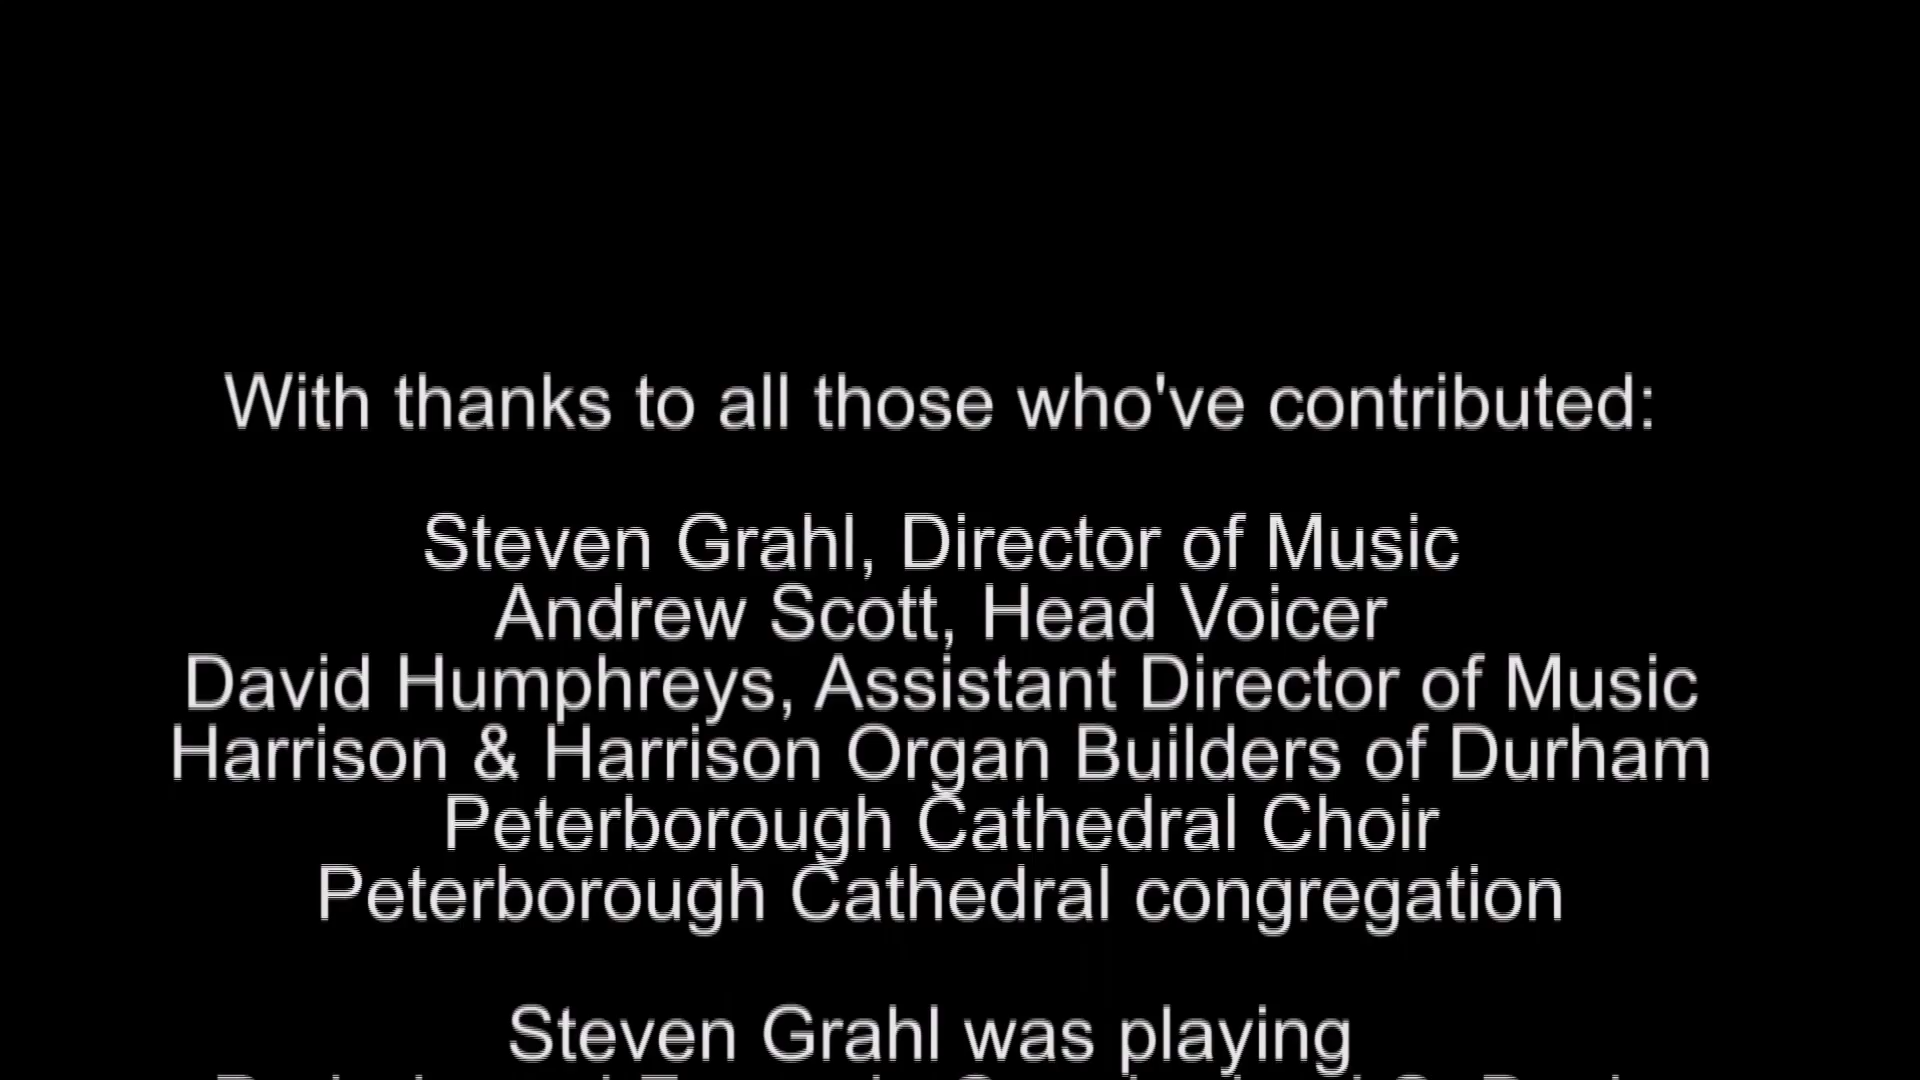 With thanks to all those who've contributed:
Steven Grahl, Director of Music
Andrew Scott, Head Voicer
David Humphreys, Assistant Director of Music
Harrison & Harrison Organ Builders of Durham
Peterborough Cathedral Choir
Peterborough Cathedral congregation
Steven Grahl was playing